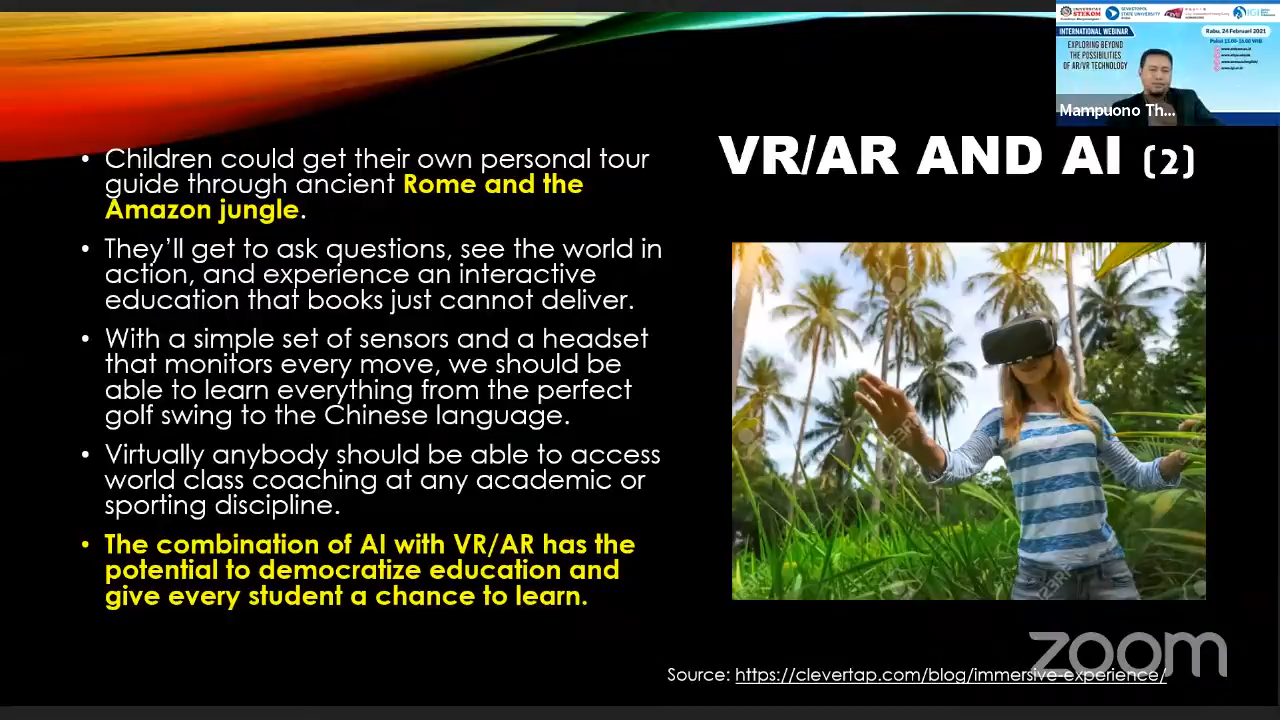 • Children could get their own personal tour
guide through ancient Rome and the
Amazon jungle.
• They’ll get to ask questions, see the world in
action, and experience an interactive
education that books just cannot deliver.
• With a simple set of sensors and a headset
that monitors every move, we should be
able to learn everything from the perfect
golf swing to the Chinese language.
• Virtually anybody should be able to access
world class coaching at any academic or
sporting discipline.
• The combination of AI with VR/AR has the
potential to democratize education and
give every student a chance to learn.
VR/AR AND AI (2)
Source: https://clevertap.com/blog/immersive-experience/
zoom
STEKOM
STATE UNIVERSITY
IGI
INTERNATIONAL WEBINAR
Rabu, 24 Februari 2021
EXPLORING BEYOND
THE POSSIBILITIES
OF AR/VR TECHNOLOGY
Pukul 13.00-16.00 WIB
Mampuono Th...
123RF